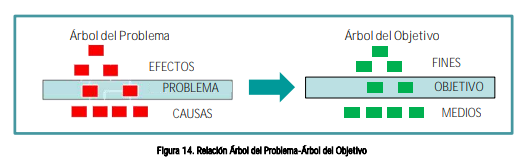 Árbol del Problema
EFECTOS
PROBLEMA
CAUSAS
Árbol del Objetivo
FINES
OBJETIVO
MEDIOS
Figura 14. Relación Árbol del Problema-Árbol del Objetivo